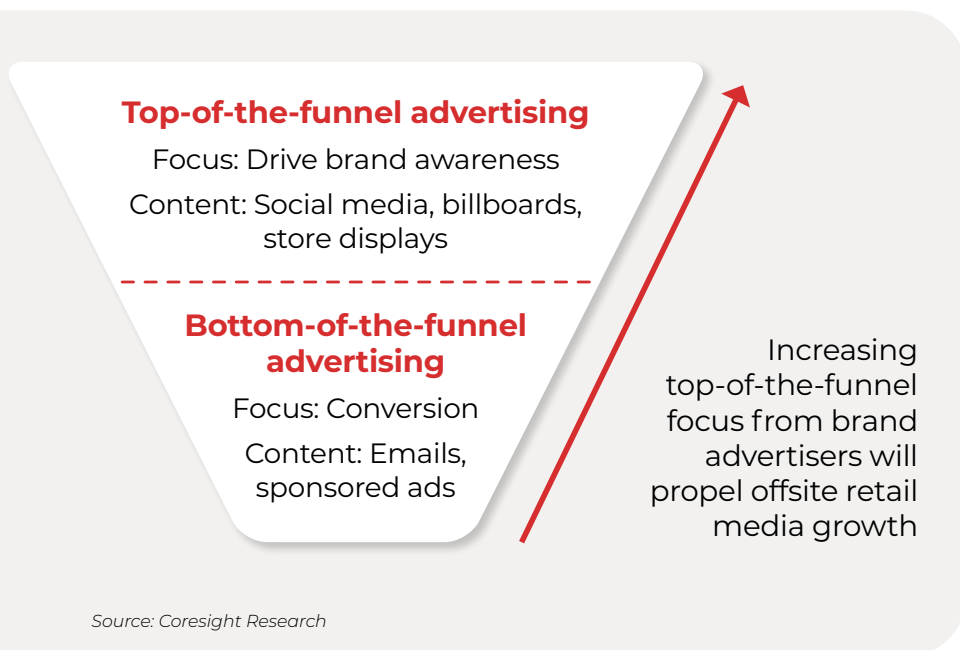 Top-of-the-funnel advertising
Focus: Drive brand awareness
Content: Social media, billboards,
store displays
Bottom-of-the-funnel
advertising
Focus: Conversion
Content: Emails,
sponsored ads
Increasing
top-of-the-funnel
focus from brand
advertisers will
propel offsite retail
media growth
Source: Coresight Research